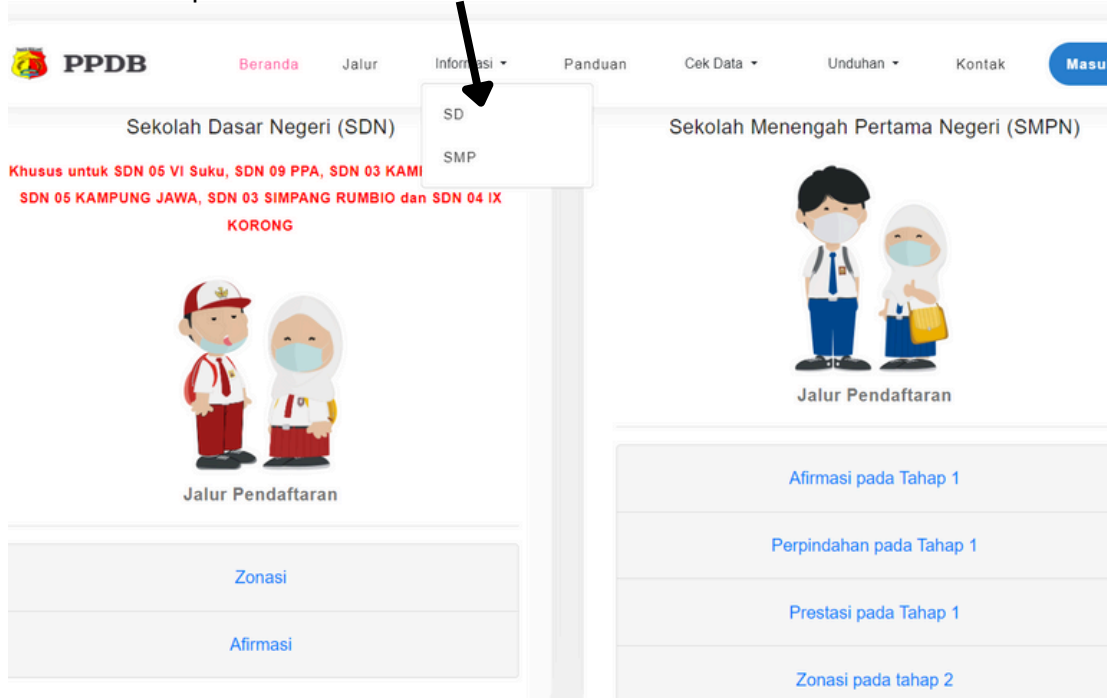 PPDB
Beranda
Jalur
Informasi
Panduan
Cek Data
Unduhan
Kontak
Masu
SD
SMP
Sekolah Dasar Negeri (SDN)
Khusus untuk SDN 05 VI Suku, SDN 09 PPA, SDN 03 KAM
SDN 05 KAMPUNG JAWA, SDN 03 SIMPANG RUMBIO dan SDN 04 IX
KORONG
Jalur Pendaftaran
Zonasi
Afirmasi
Sekolah Menengah Pertama Negeri (SMPN)
Jalur Pendaftaran
Afirmasi pada Tahap 1
Perpindahan pada Tahap 1
Prestasi pada Tahap 1
Zonasi pada tahap 2